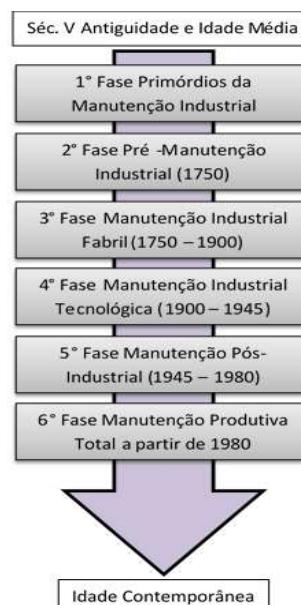 Séc. V Antiguidade e Idade Média
1° Fase Primórdios da
Manutenção Industrial
2° Fase Pré -Manutenção
Industrial (1750)
3° Fase Manutenção Industrial
Fabril (1750 – 1900)
4° Fase Manutenção Industrial
Tecnológica (1900 – 1945)
5° Fase Manutenção Pós-
Industrial (1945 – 1980)
6° Fase Manutenção Produtiva
Total a partir de 1980
Idade Contemporânea